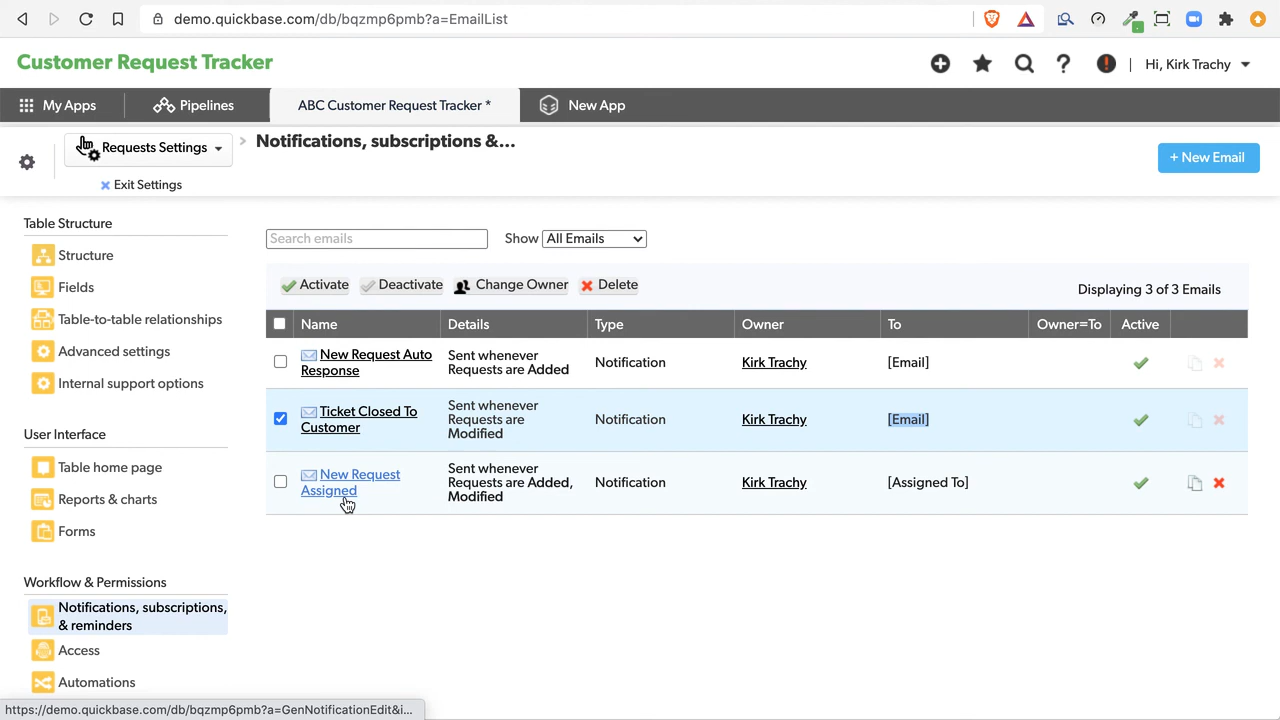 demo.quickbase.com/db/bqzmp6pmb?a=EmailList
Customer Request Tracker
Hi, Kirk Trachy
My Apps
Pipelines
ABC Customer Request Tracker *
New App
Requests Settings
> Notifications, subscriptions &...
+ New Email
Exit Settings
Table Structure
Structure
Fields
Table-to-table relationships
Advanced settings
Internal support options
User Interface
Table home page
Reports & charts
Forms
Workflow & Permissions
Notifications, subscriptions,
& reminders
Access
Automations
Search emails
Show All Emails
Activate Deactivate Change Owner Delete
Displaying 3 of 3 Emails
Name Details Type Owner To Owner=To Active
New Request Auto
Response
Sent whenever
Requests are Added
Notification
Kirk Trachy
[Email]
Ticket Closed To
Customer
Sent whenever
Requests are
Modified
Notification
Kirk Trachy
[Email]
New Request
Assigned
Sent whenever
Requests are Added,
Modified
Notification
Kirk Trachy
[Assigned To]
https://demo.quickbase.com/db/bqzmp6pmb?a=GenNotificationEdit&i...